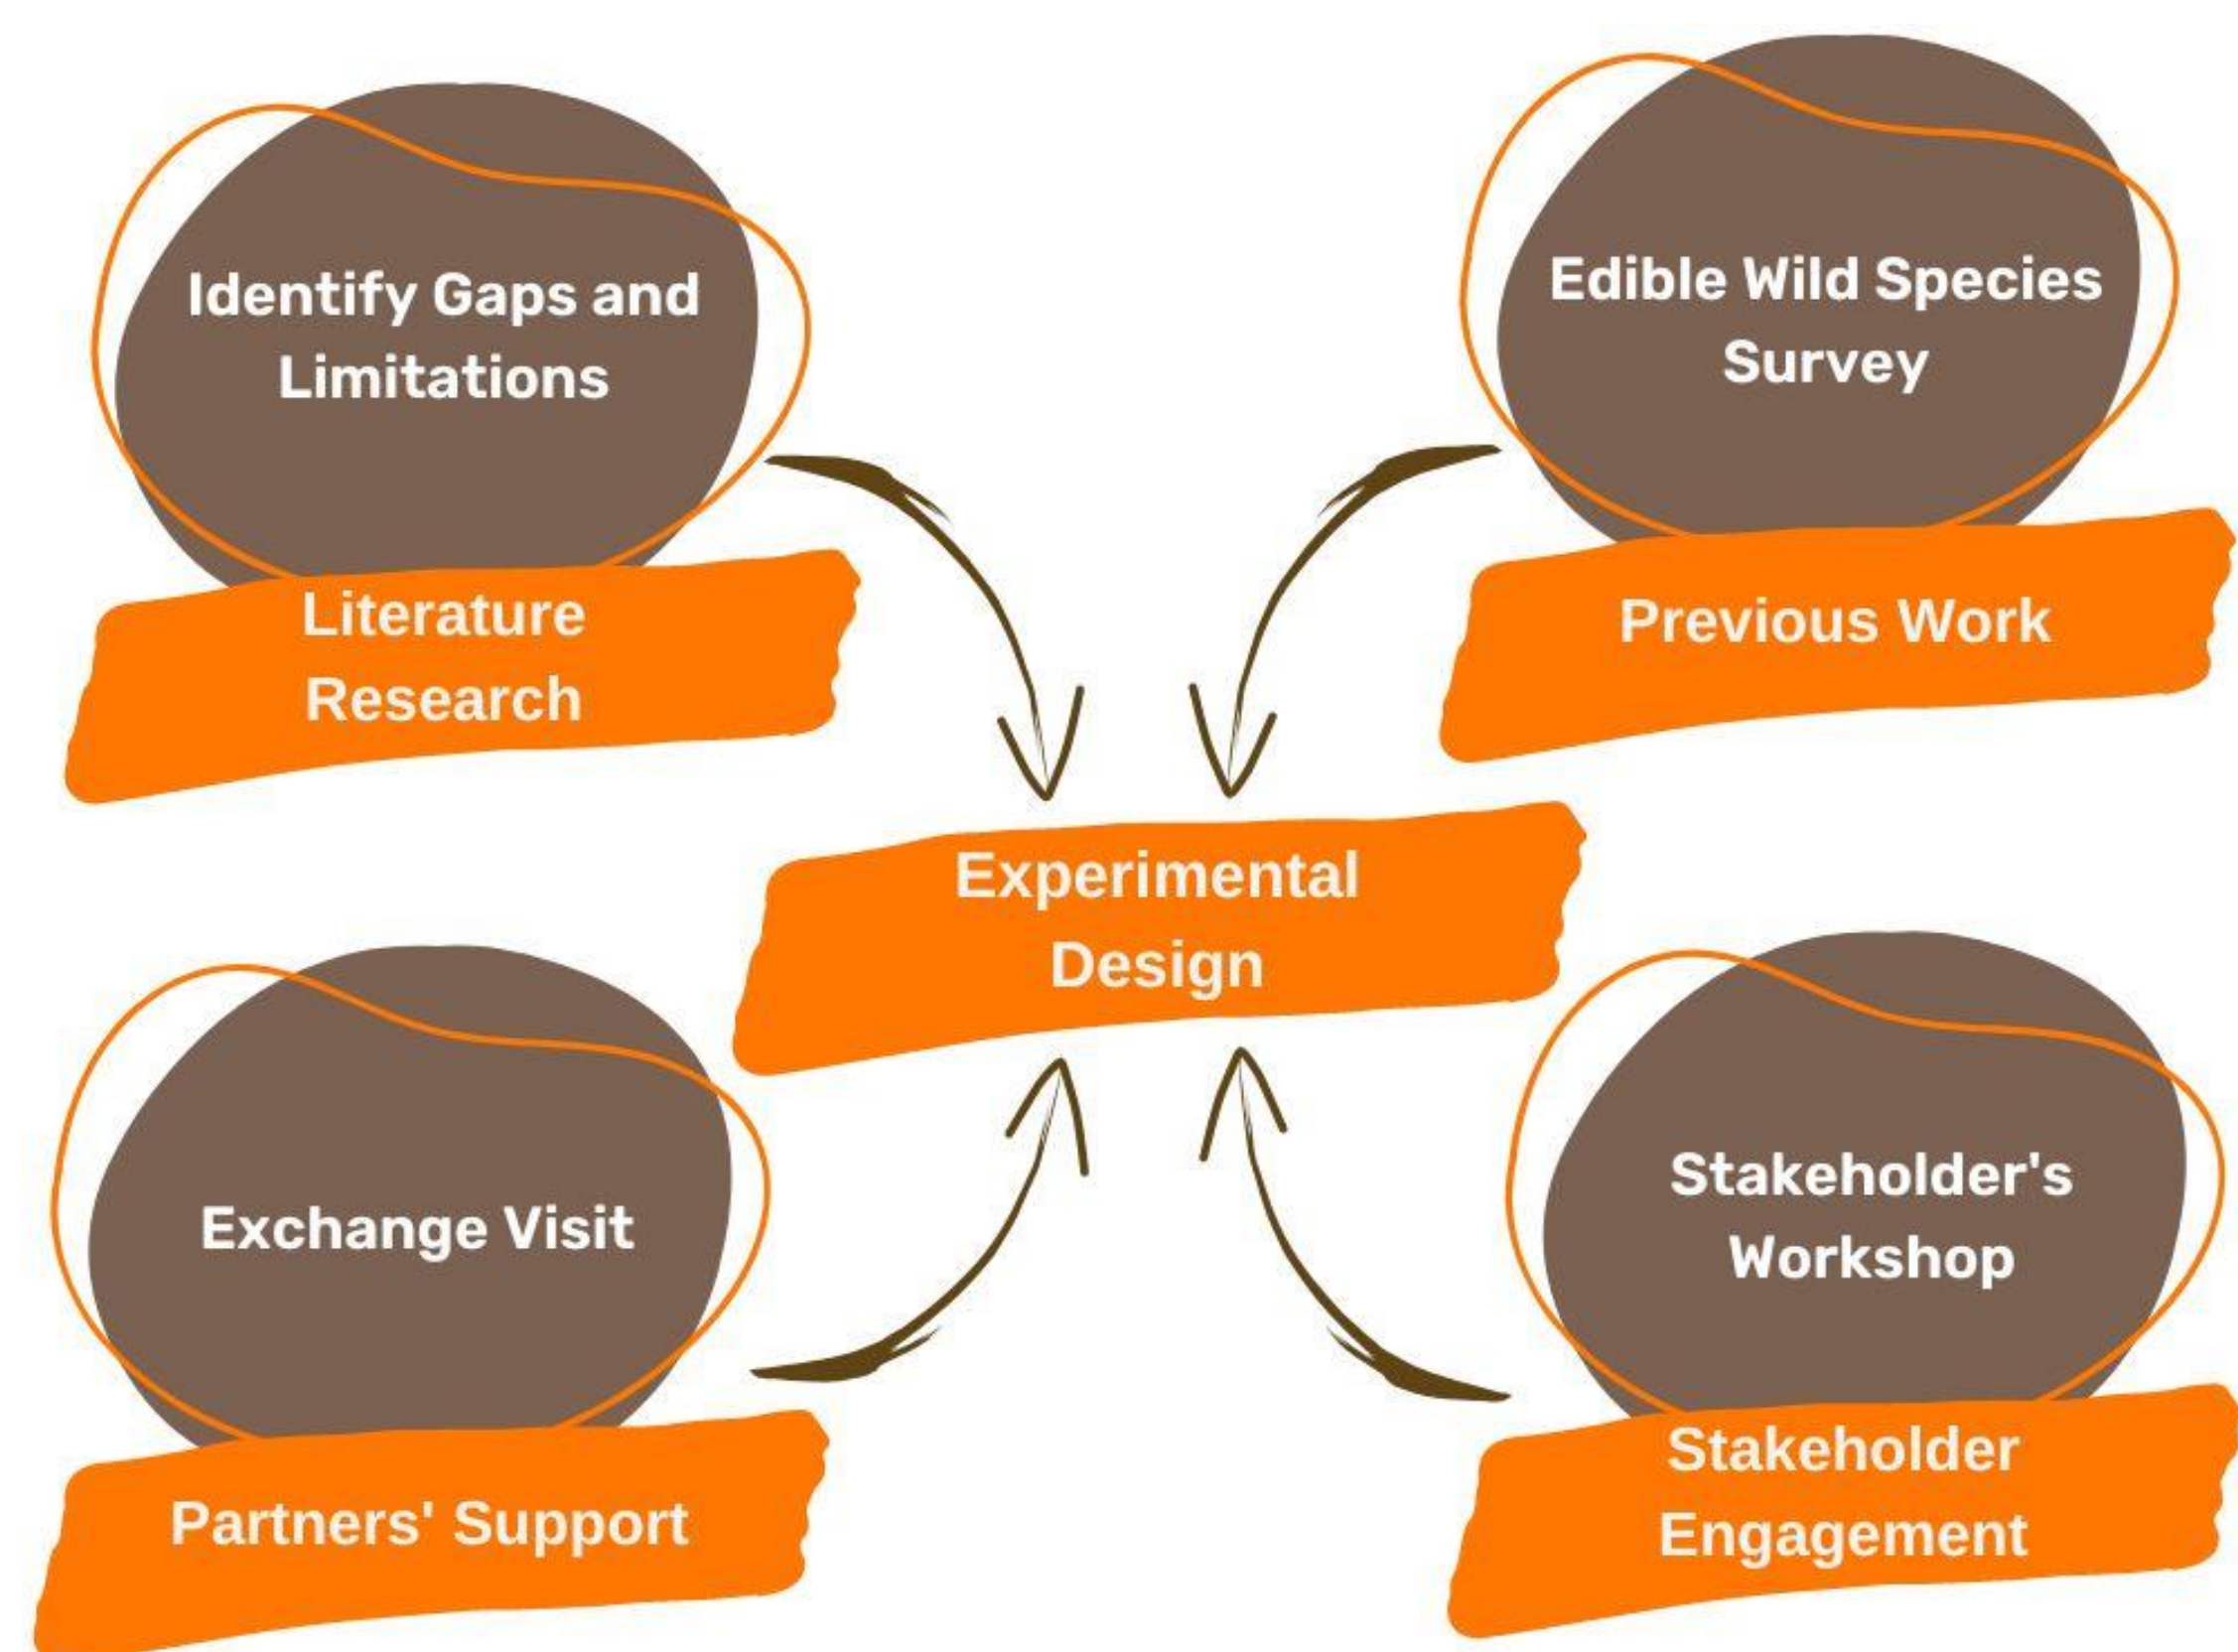 Identify Gaps and
Limitations
Literature
Research
Edible Wild Species
Survey
Previous Work
Experimental
Design
Exchange Visit
Partners' Support
Stakeholder's
Workshop
Stakeholder
Engagement